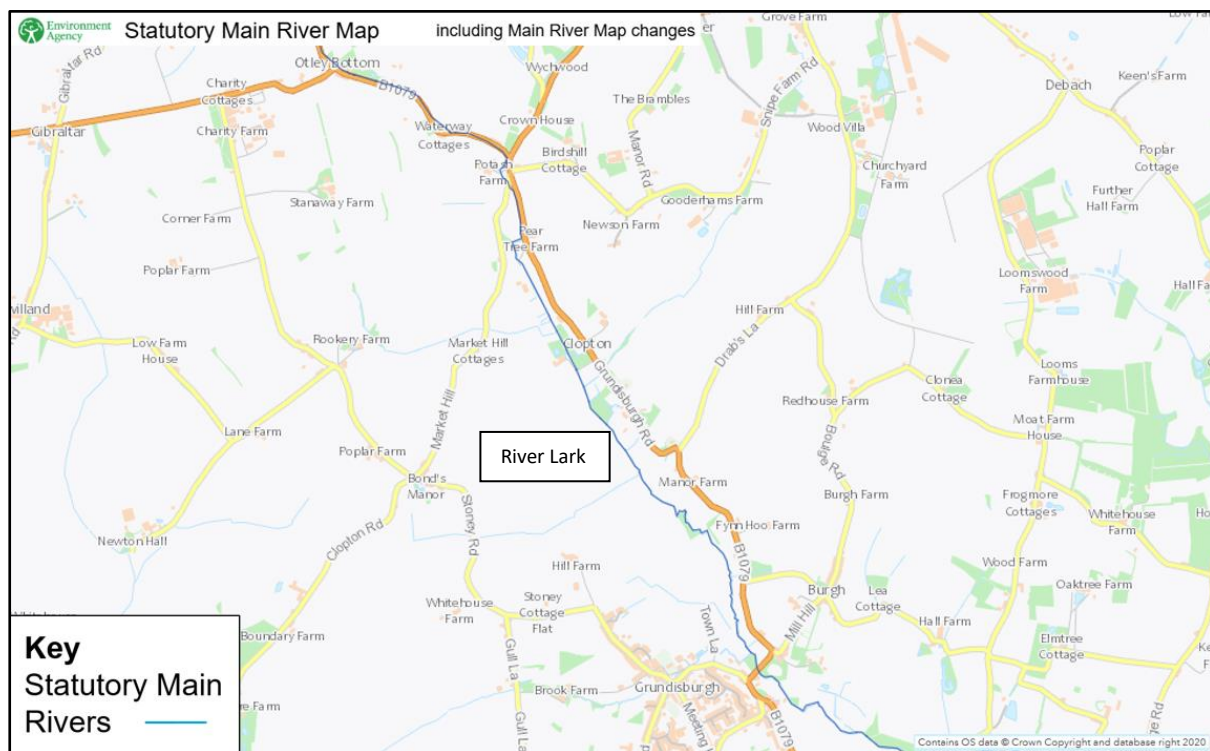 Environment
Agency
Statutory Main River Map
including Main River Map changes
Grove Farm
Otley Bottom
Wychwood
Gibraltar Rd
B1079
Charity
Cottages
Debach
Keen's Farm
The Brambles
Snipe Farm Rd
Gibraltar
Charity Farm
Waterway
Cottages
Crown House
Wood Villa
Birdshill
Cottage
Manor Rd
Poplar
Cottage
Potash
Farm
Churchyard
Farm
Stanaway Farm
Gooderhams Farm
Further
Hall Farm
Corner Farm
Newson Farm
Pear
Tree Farm
Poplar Farm
Loomswood
Farm
Hill Farm
Low Farm
House
Rookery Farm
Market Hill
Cottages
Clopton
Drab's La
Looms
Farmhouse
Clonea
Cottage
Grundisburgh Rd
Redhouse Farm
Market Hill
Moat Farm
House
Lane Farm
Poplar Farm
River Lark
Boulge Rd
Bond's
Manor
Manor Farm
Burgh Farm
Frogmore
Cottages
Whitehouse
Farm
Stoney Rd
Clopton Rd
Fynn Hoo Farm
Newton Hall
B1079
Hill Farm
Wood Farm
Oaktree Farm
Burgh
Lea
Cottage
Whitehouse
Farm
Stoney
Cottage
Flat
Town La
Mill Hill
Hall Farm
Boundary Farm
Elmtree
Cottage
Gull La
Key
Statutory Main
Rivers
Brook Farm
Grundisburgh
Meeting
Gull La
B1079
Contains OS data © Crown Copyright and database right 2020